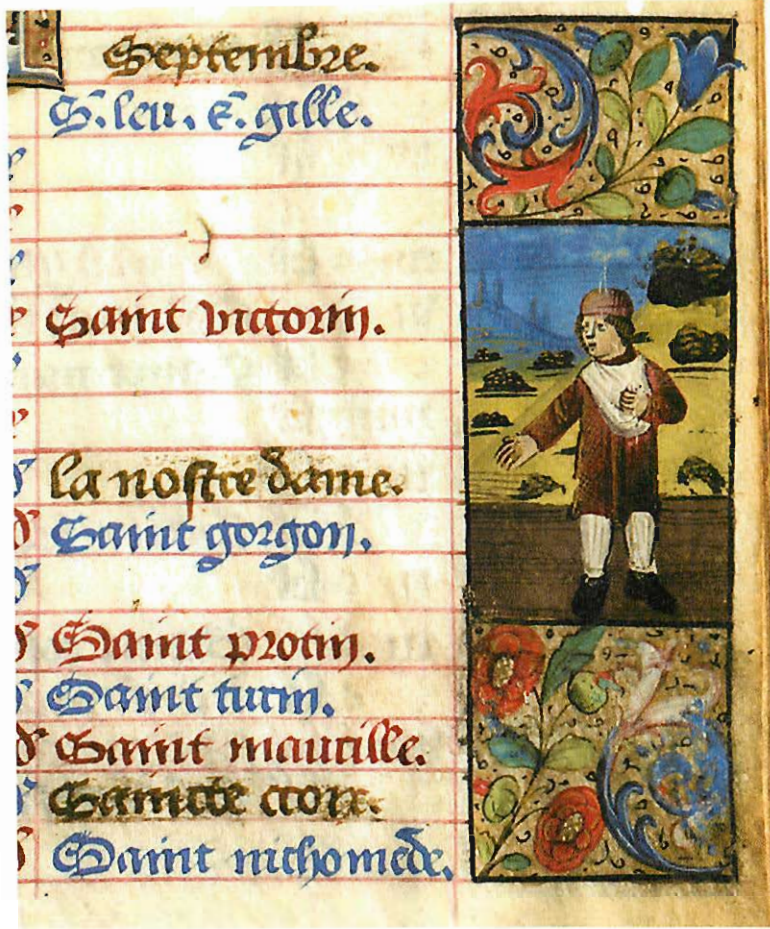 Septembre.
S. leu. s. gille.
Saint victorin.
la nostre dame.
Saint gorgon.
Saint protin.
Saint turin.
Saint maurille.
Saincte croix.
Saint nichomede.